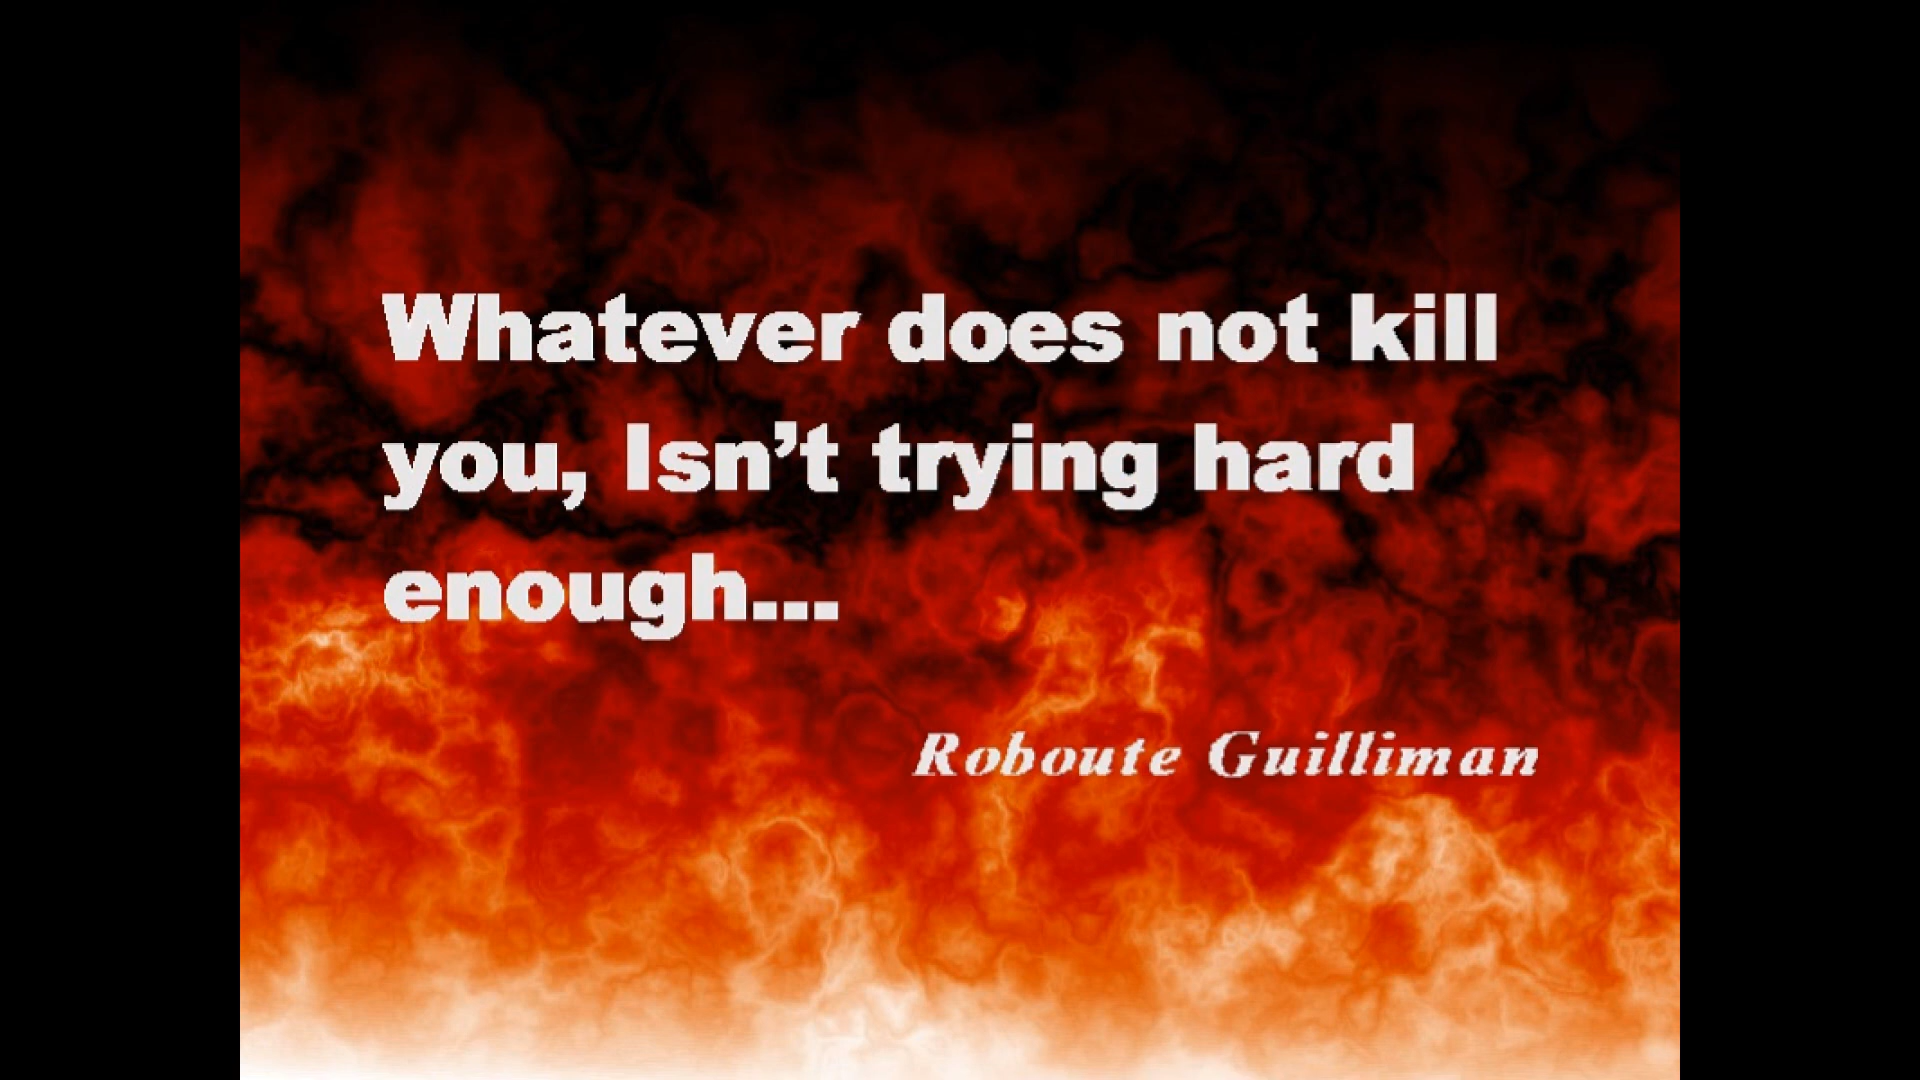 Whatever does not kill
you, Isn’t trying hard
enough...
Roboute Guilliman